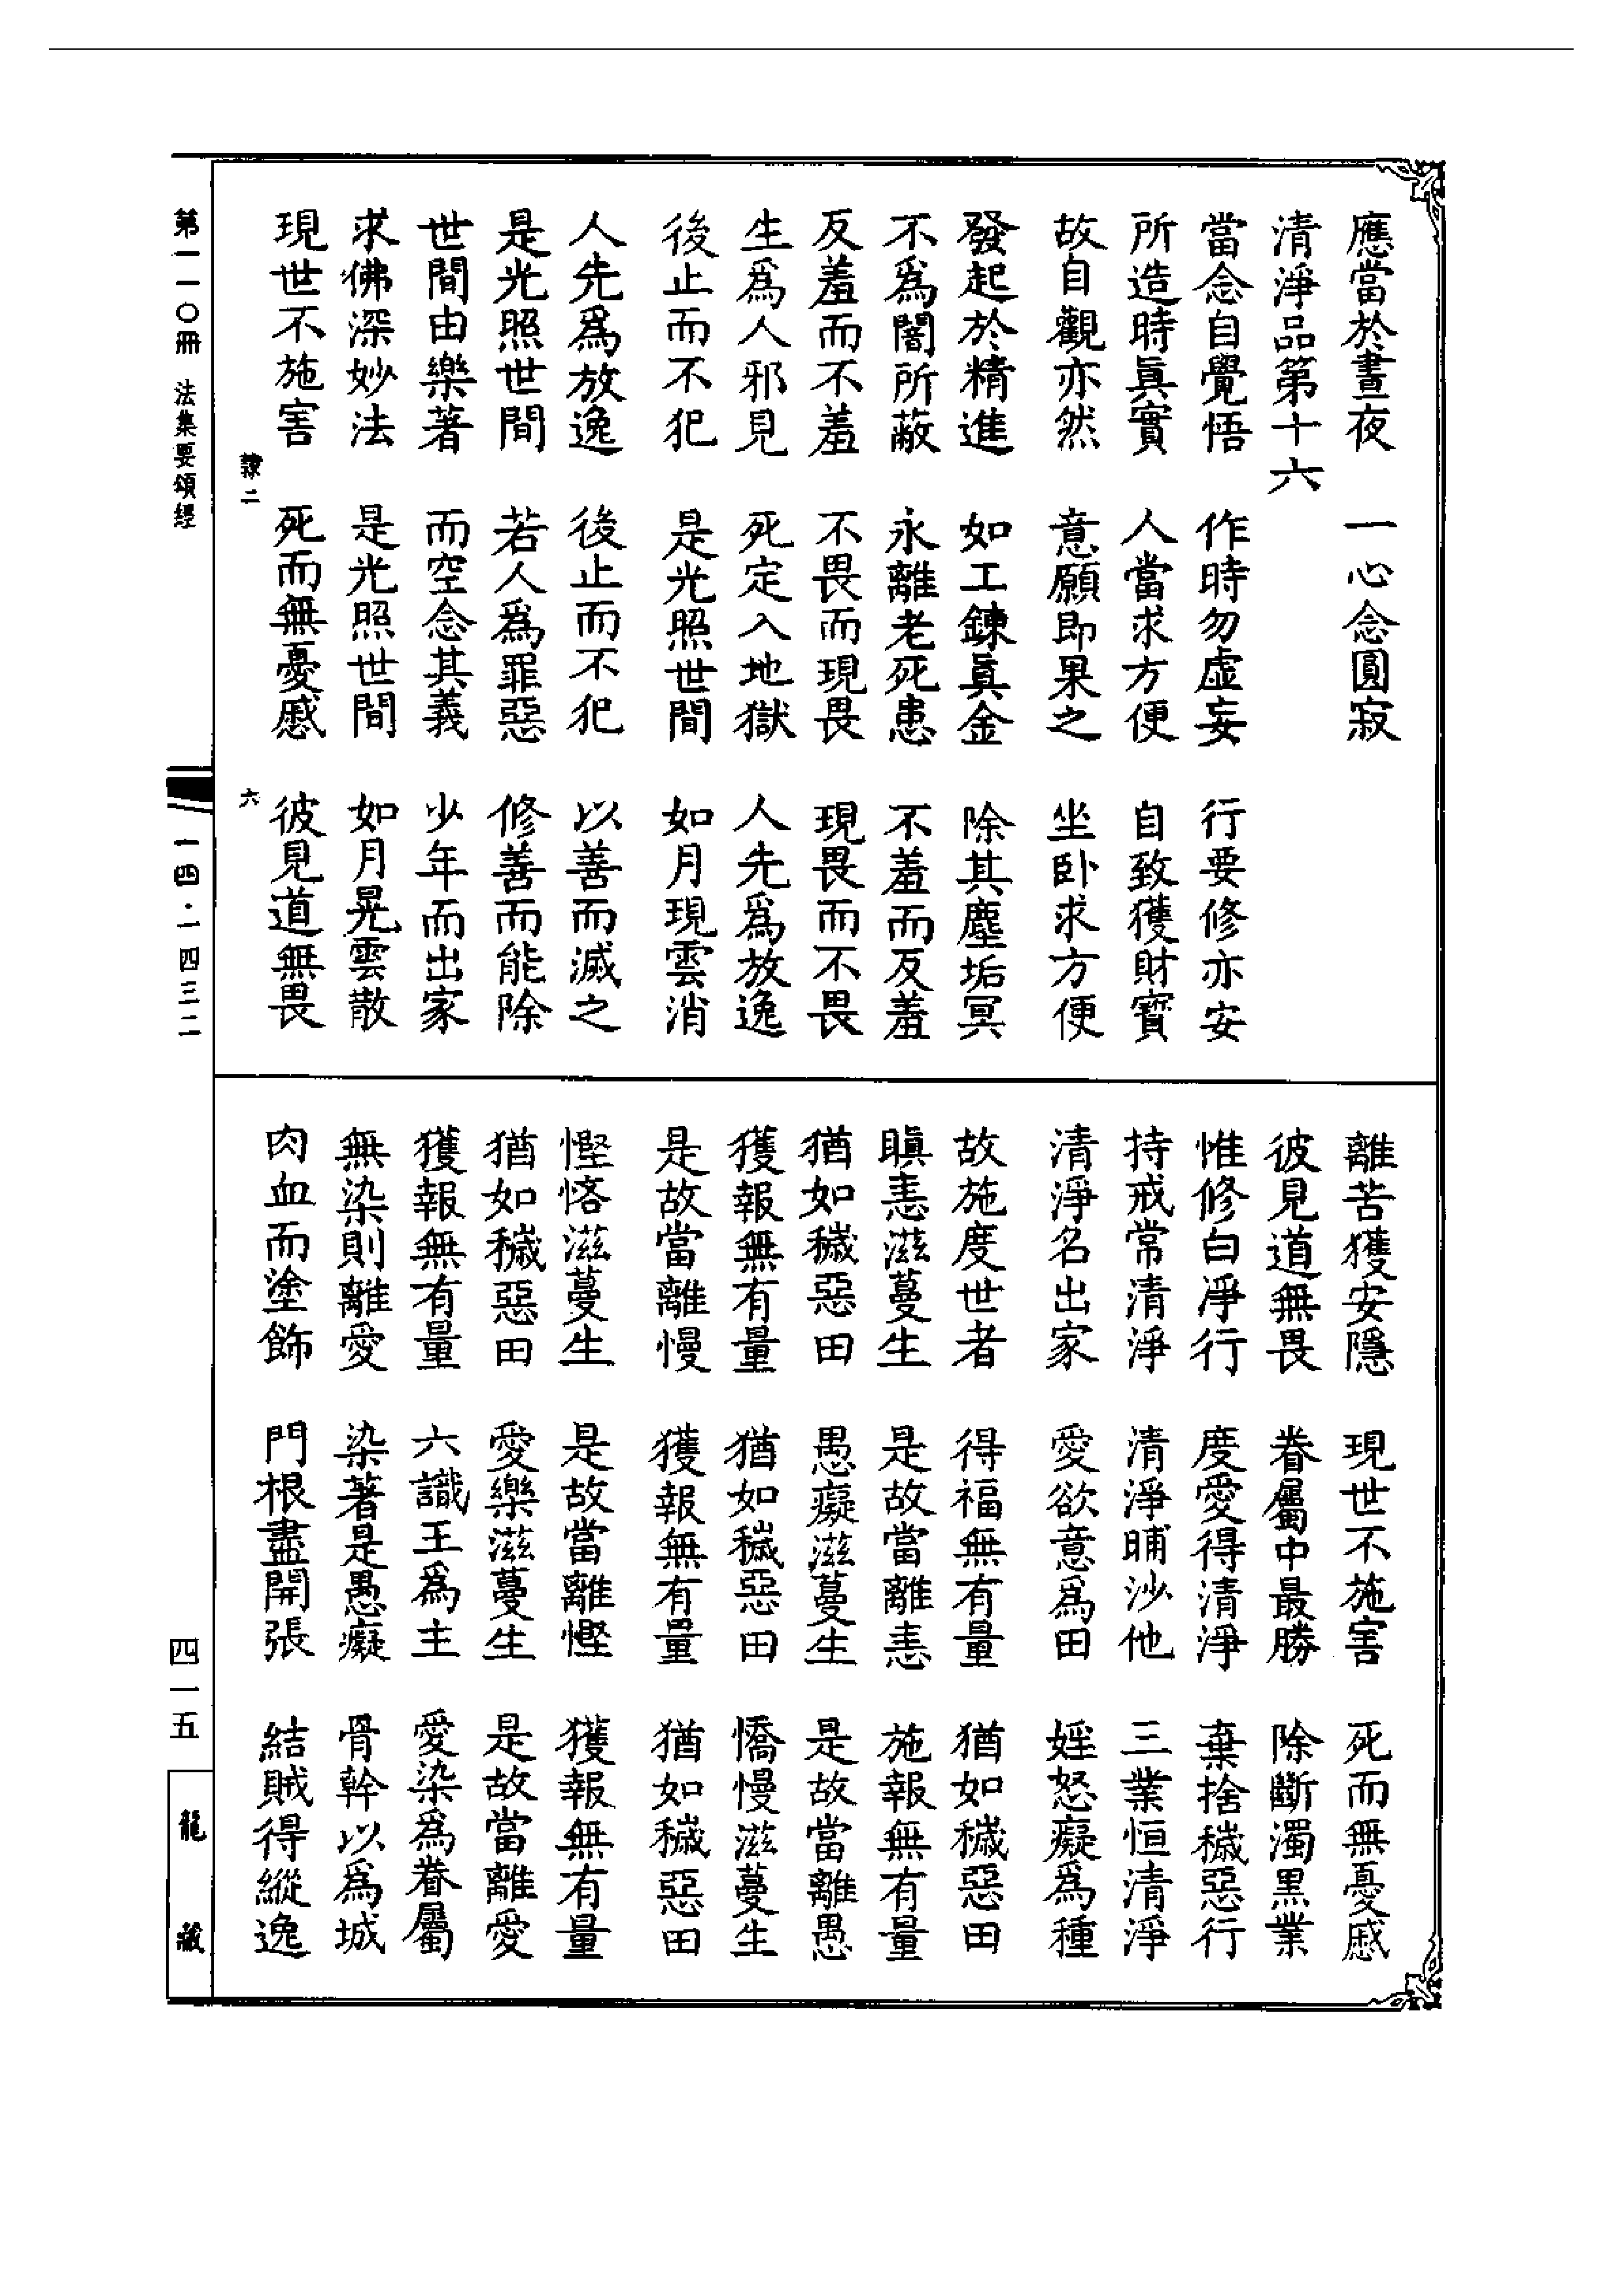 應當於晝夜　一心念圓寂
清淨品第十六
當念自覺悟　作時勿虛妄　行要修亦安
所造時眞實　人當求方便　自致獲財寶
故自觀亦然　意願即果之　坐卧求方便
發起於精進　如工鍊眞金　除其塵垢冥
不爲闇所蔽　永離老死患　不羞而反羞
反羞而不羞　不畏而現畏　現畏而不畏
生爲人邪見　死定入地獄　人先爲放逸
後止而不犯　是光照世間　如月現雲消
人先爲放逸　後止而不犯　以善而滅之
是光照世間　若人爲罪惡　修善而能除
世間由樂著　而空念其義　少年而出家
求佛深妙法　是光照世間　如月晃雲散
現世不施害　死而無憂慼　彼見道無畏
隸二　六
離苦獲安隱　現世不施害　死而無憂慼
彼見道無畏　眷屬中最勝　除斷濁黑業
惟修白淨行　度愛得清淨　棄捨穢惡行
持戒常清淨　清淨晡沙他　三業恒清淨
清淨名出家　愛欲意爲田　婬怒癡爲種
故施度世者　得福無有量　猶如穢惡田
瞋恚滋蔓生　是故當離恚　施報無有量
猶如穢惡田　愚癡滋蔓生　是故當離愚
獲報無有量　猶如穢惡田　憍慢滋蔓生
是故當離慢　獲報無有量　猶如穢惡田
慳悋滋蔓生　是故當離慳　獲報無有量
猶如穢惡田　愛樂滋蔓生　是故當離愛
獲報無有量　六識王爲主　愛染爲眷屬
無染則離愛　染著是愚癡　骨幹以爲城
肉血而塗飾　門根盡開張　結賊得縱逸
第一一〇冊　法集要頌經　一四·一四三二　四一五　龍藏